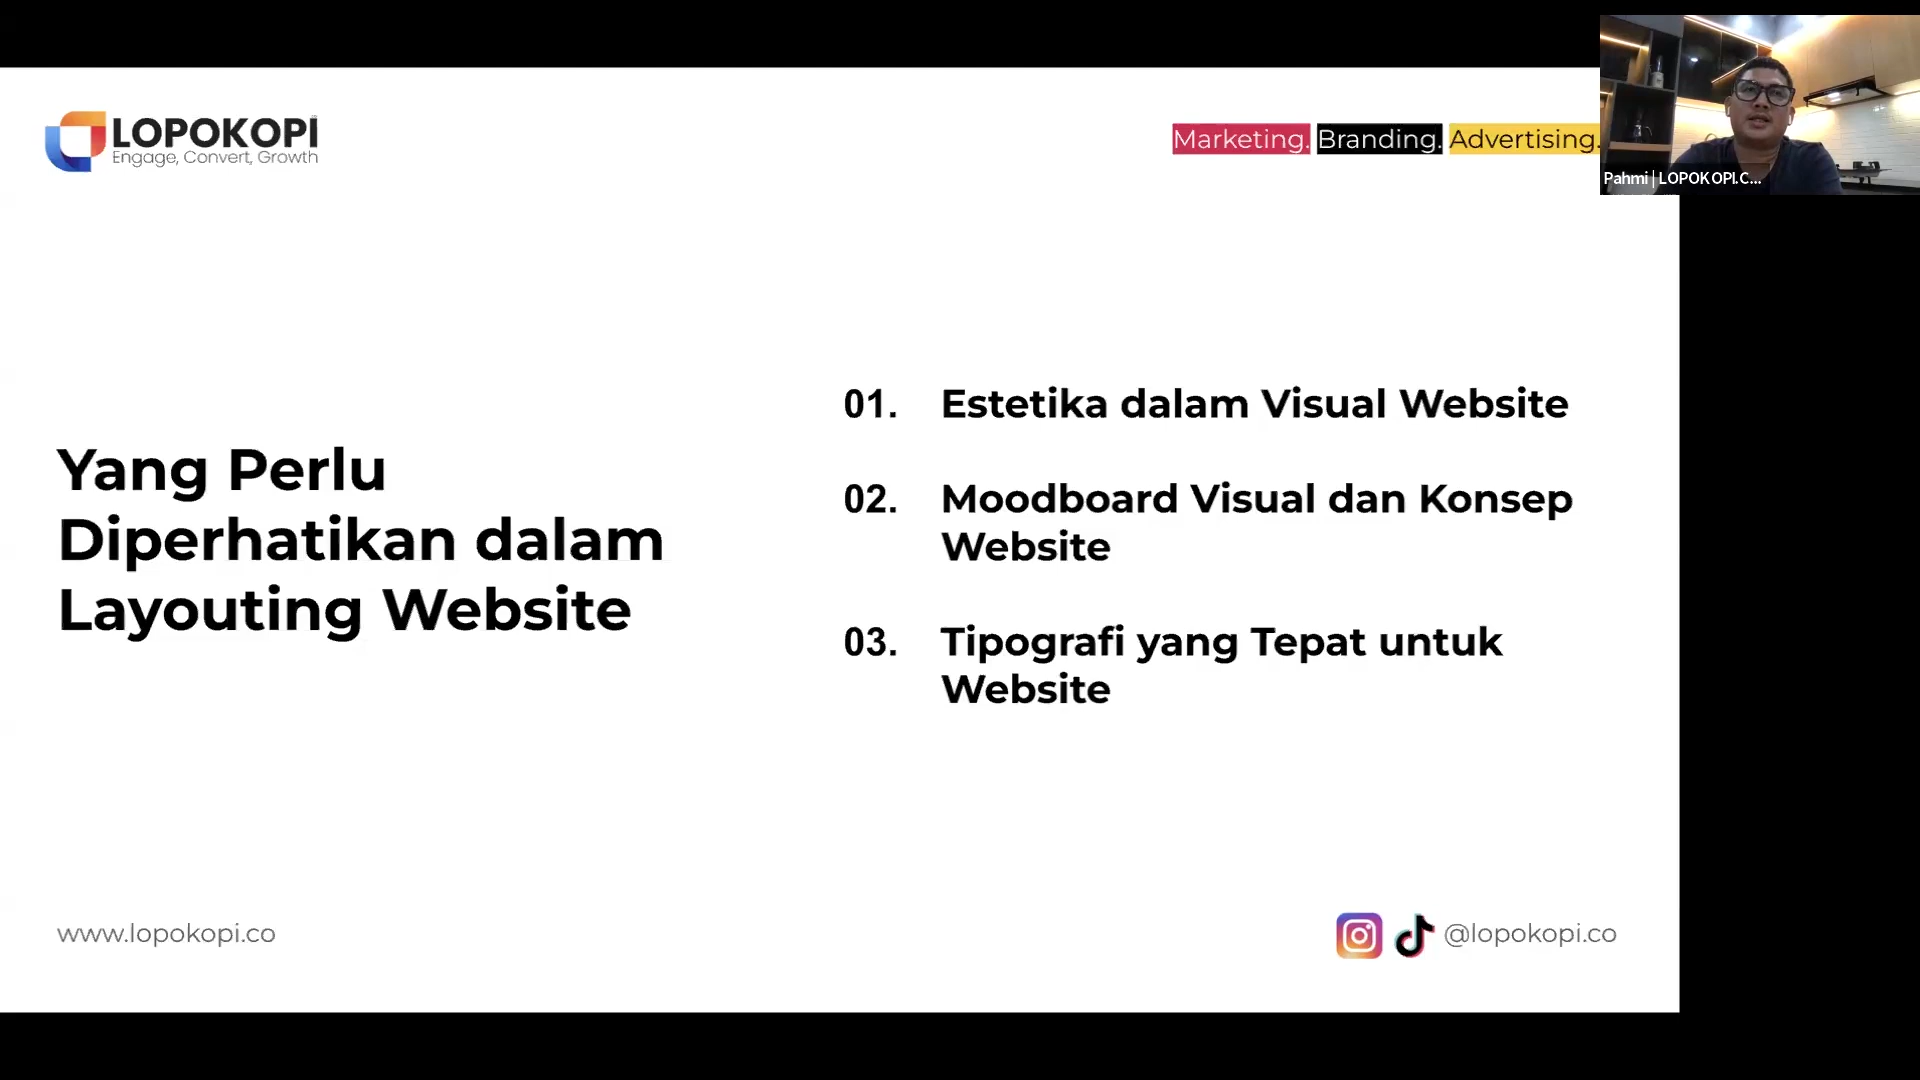 LOPOKOPI
Engage, Convert, Growth
Marketing. Branding. Advertising.
Pahmi | LOPOKOPI.C...
Yang Perlu
Diperhatikan dalam
Layouting Website
01. Estetika dalam Visual Website
02. Moodboard Visual dan Konsep
Website
03. Tipografi yang Tepat untuk
Website
www.lopokopi.co
@lopokopi.co